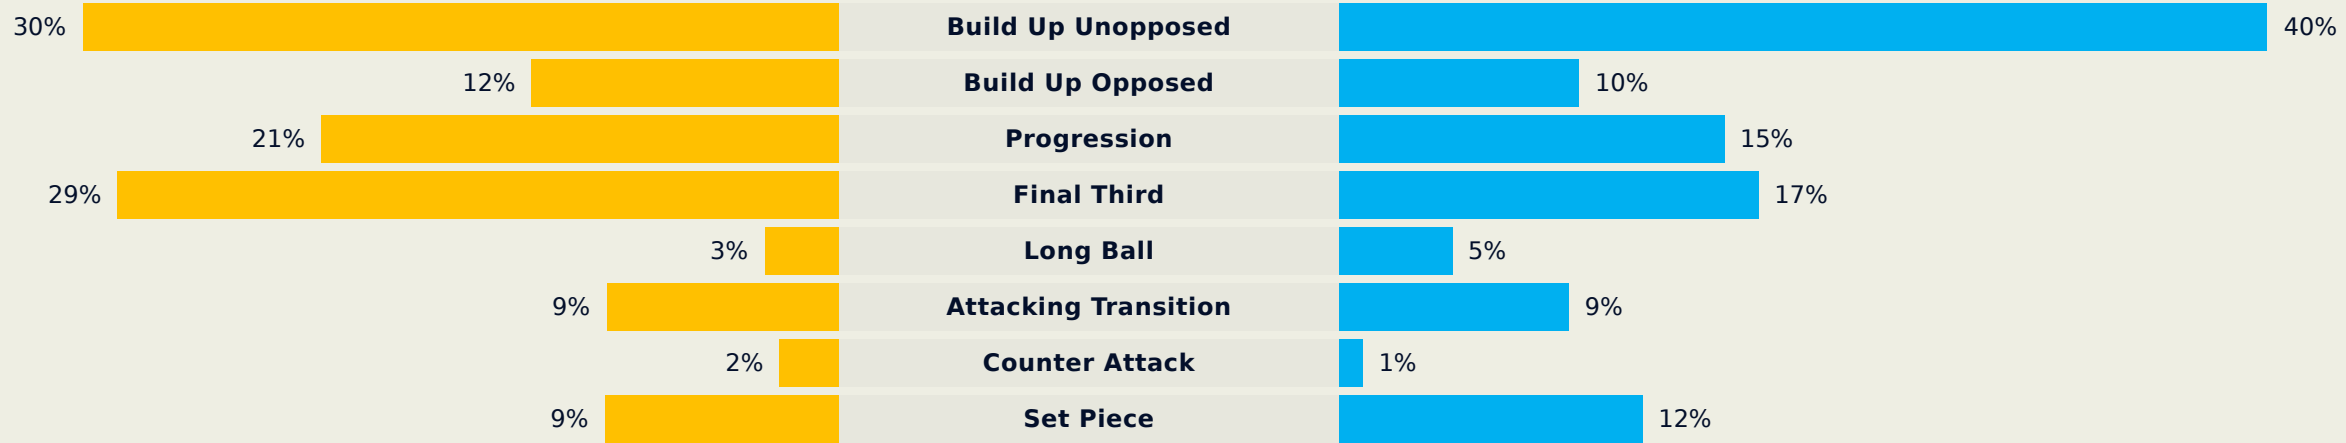 30% Build Up Unopposed 40%
12% Build Up Opposed 10%
21% Progression 15%
29% Final Third 17%
3% Long Ball 5%
9% Attacking Transition 9%
2% Counter Attack 1%
9% Set Piece 12%